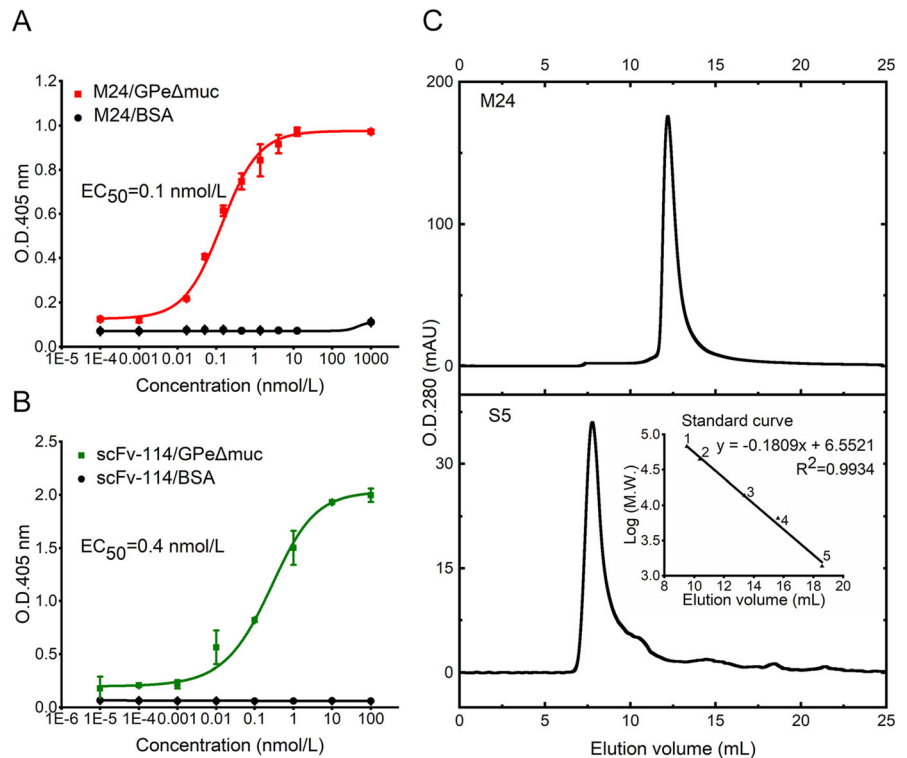 A
1.2
1.0
0.8
0.6
0.4
0.2
0.0
O.D.405 nm
M24/GPeΔmuc
M24/BSA
EC50=0.1 nmol/L
1E-5 1E-4 0.001 0.01 0.1 1 10 100 1000
Concentration (nmol/L)
B
2.5
2.0
1.5
1.0
0.5
0.0
O.D.405 nm
scFv-114/GPeΔmuc
scFv-114/BSA
EC50=0.4 nmol/L
1E-6 1E-5 1E-4 0.001 0.01 0.1 1 10 100
Concentration (nmol/L)
C
0 5 10 15 20 25
200
100
0
M24
O.D.280 (mAU)
30
15
0
S5
Standard curve
y = -0.1809x + 6.5521
R2=0.9934
5.0
4.5
4.0
3.5
3.0
Log (M.W.)
1
2
3
4
5
8 10 12 14 16 18 20
Elution volume (mL)
0 5 10 15 20 25
Elution volume (mL)